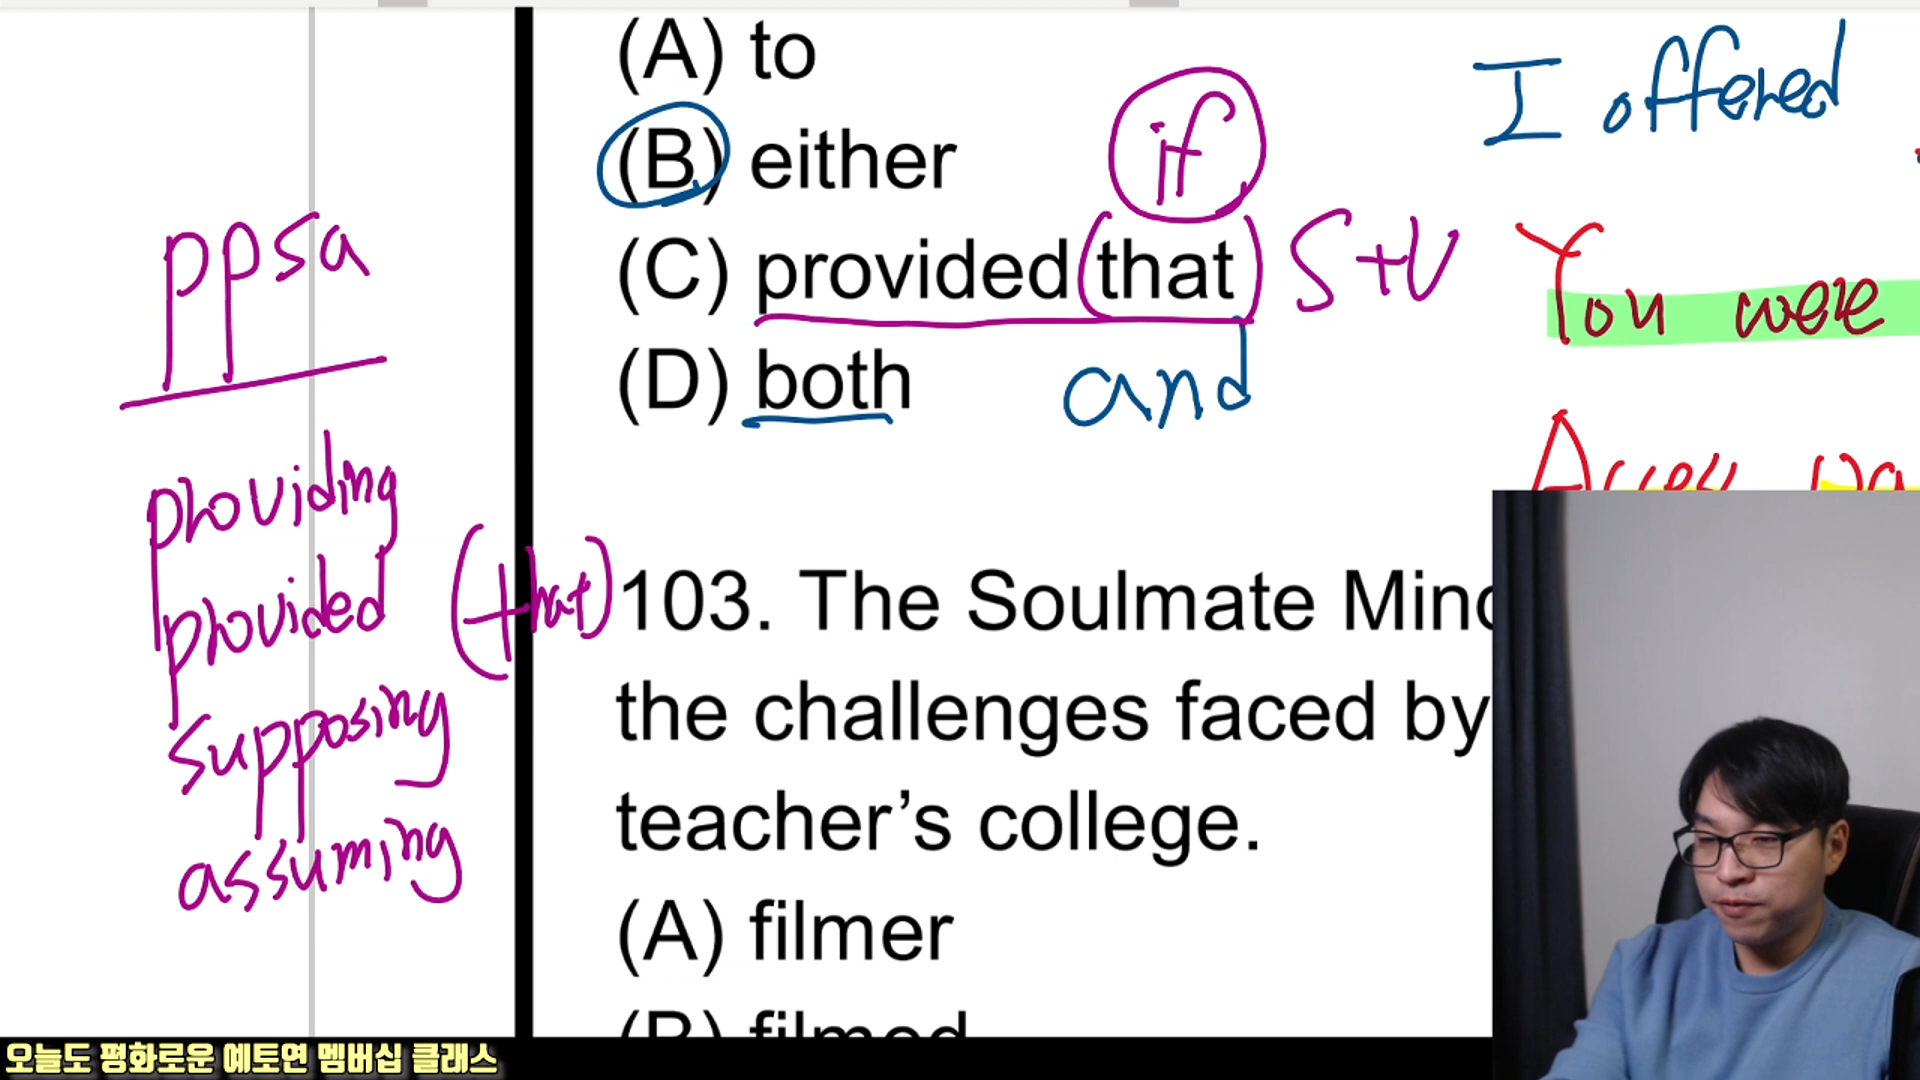 (A) to
(B) either
if
(C) provided that S+V
(D) both and
I offered
You were
ppsa
providing
provided (that)
supposing
assuming
103. The Soulmate
the challenges faced by
teacher's college.
(A) filmer
(B) filmed
오늘도 평화로운 예토연 멤버십 클래스